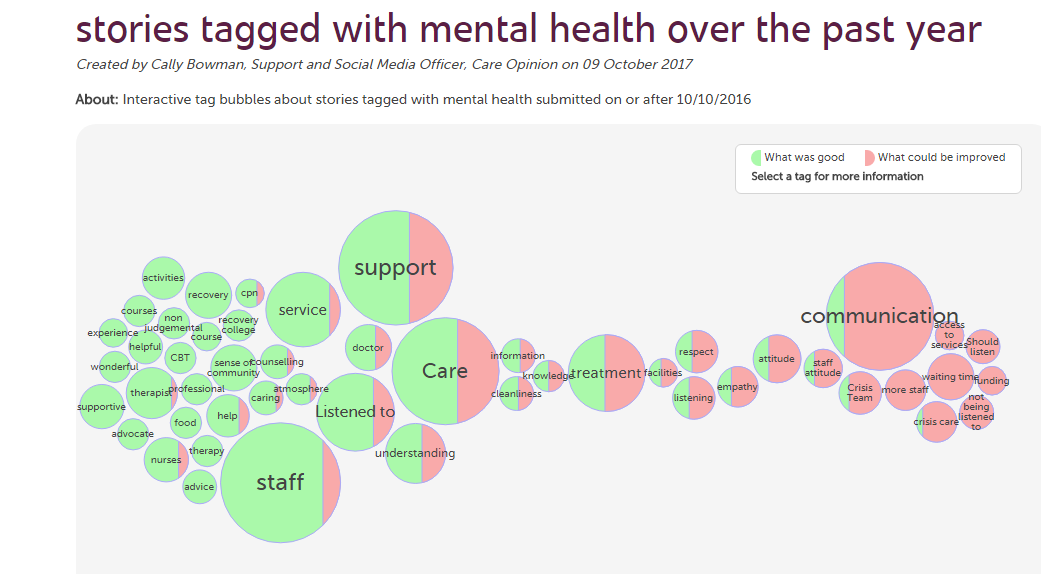 stories tagged with mental health over the past year
Created by Cally Bowman, Support and Social Media Officer, Care Opinion on 09 October 2017
About: Interactive tag bubbles about stories tagged with mental health submitted on or after 10/10/2016
What was good
What could be improved
Select a tag for more information
support
activities
recovery
cpn
courses
service
communication
non
judgemental
recovery
college
experience
course
access
to
services
helpful
doctor
Should
listen
CBT
information
respect
attitude
wonderful
sense of
community
counselling
Care
knowledge
treatment
facilities
staff
attitude
waiting time
funding
therapist
professional
atmosphere
cleanliness
empathy
Crisis
Team
more staff
supportive
caring
listening
not
being
listened
to
help
Listened to
food
crisis care
advocate
nurses
therapy
understanding
advice
staff